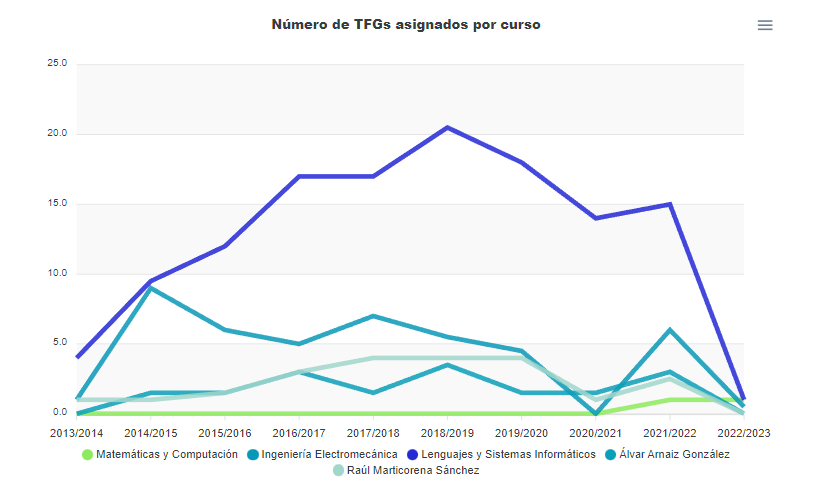 Número de TFGs asignados por curso
25.0
20.0
15.0
10.0
5.0
0.0
2013/2014 2014/2015 2015/2016 2016/2017 2017/2018 2018/2019 2019/2020 2020/2021 2021/2022 2022/2023
Matemáticas y Computación Ingeniería Electromecánica Lenguajes y Sistemas Informáticos Álvar Arnaiz González
Raúl Marticorena Sánchez